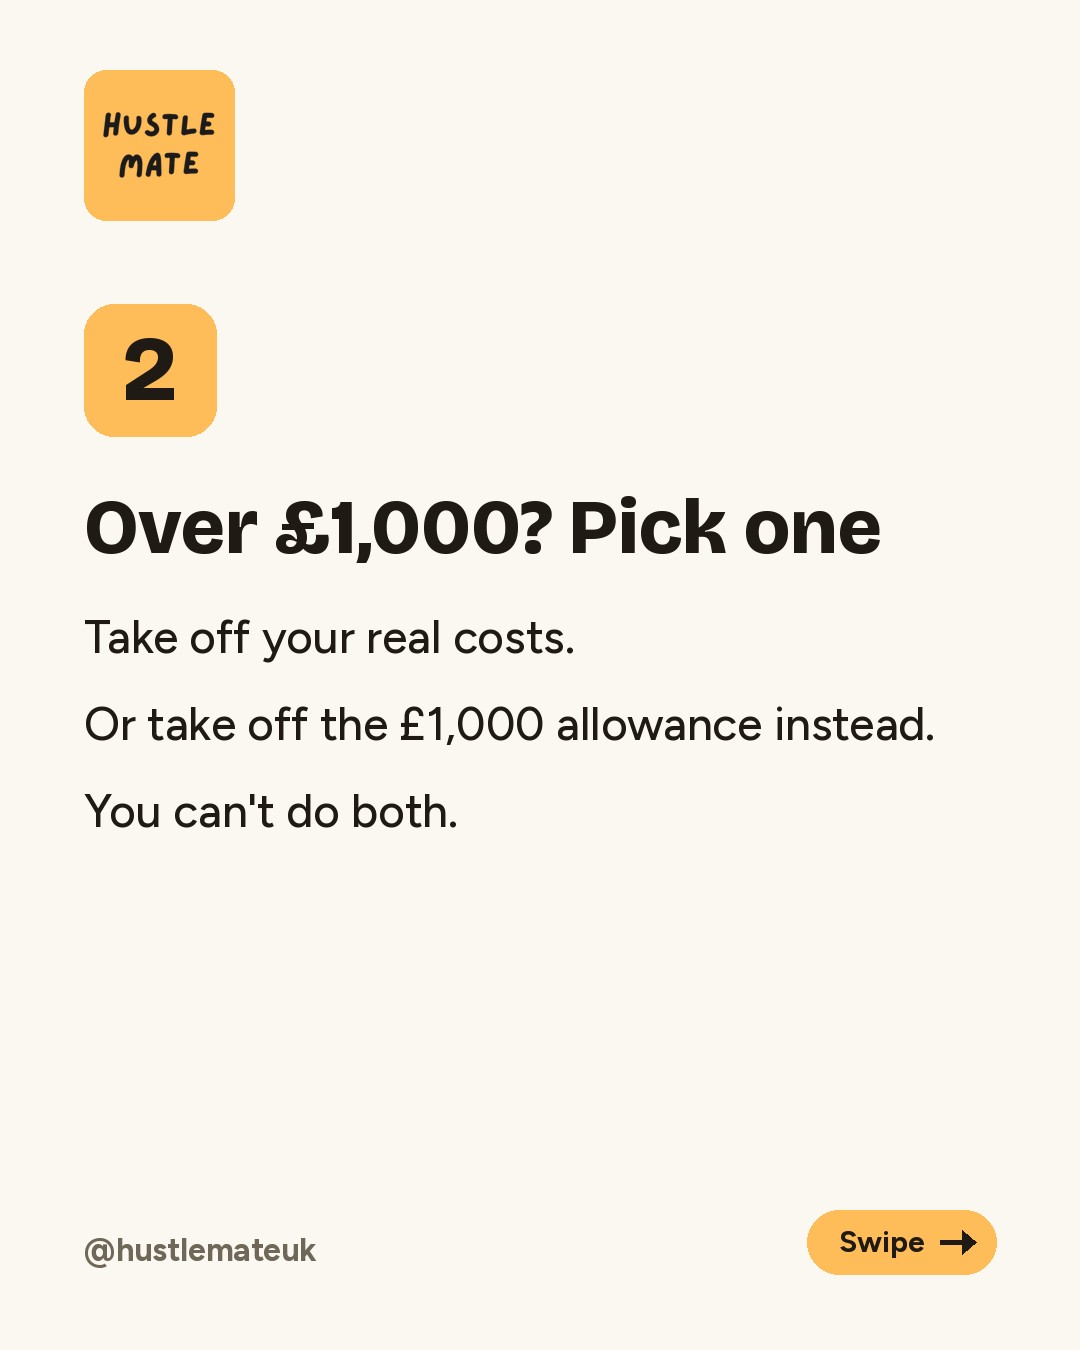 HUSTLE
MATE
2
Over £1,000? Pick one
Take off your real costs.
Or take off the £1,000 allowance instead.
You can't do both.
@hustlemateuk
Swipe